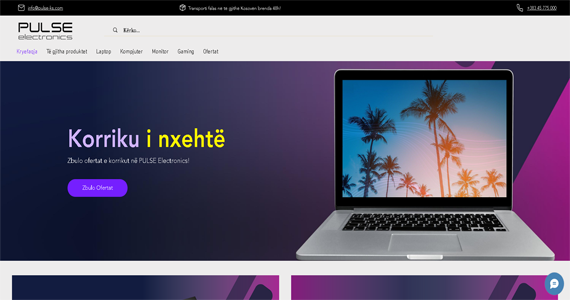 info@pulse-ks.com
Transporti falas në të gjithë Kosovën brenda 48h!
+383 45 775 000
PULSE
electronics
Kërko...
Kryefaqja Të gjitha produktet Laptop Kompjuter Monitor Gaming Ofertat
Korriku i nxehtë
Zbulo ofertat e korrikut në PULSE Electronics!
Zbulo Ofertat